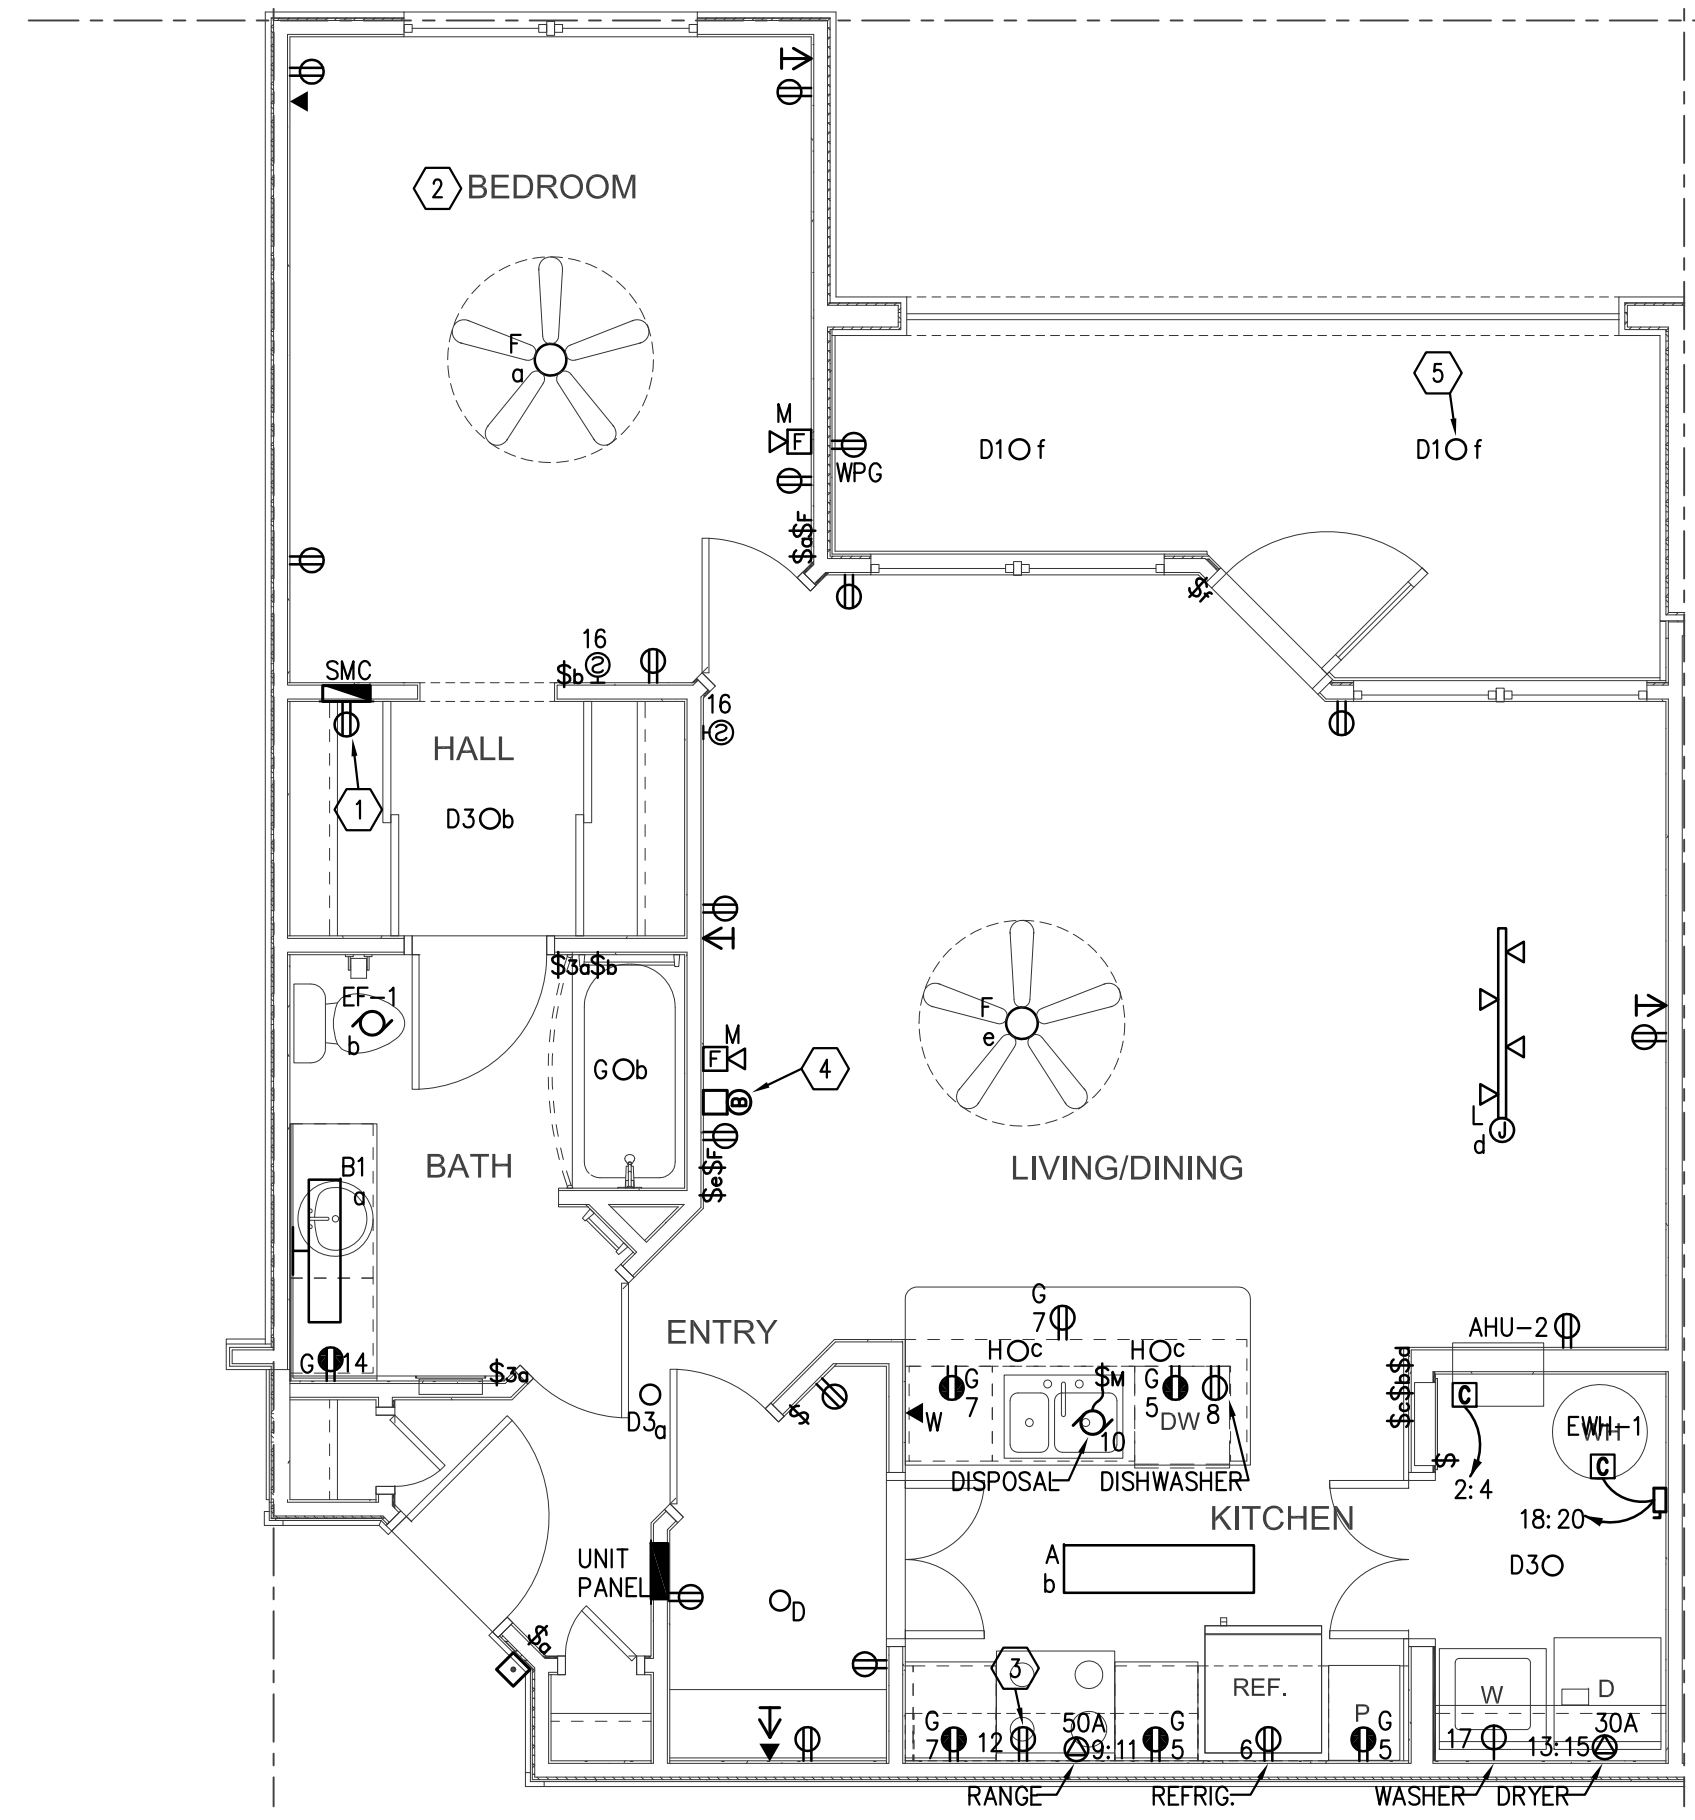 2 BEDROOM
F
a
5
M
F
D1 f
D1 f
WPG
$a$F
$f
16
SMC
$b
16
HALL
1
D3 b
$3a$b
EF-1
b
F
e
M
F
4
G b
B
L
d J
B1
a
BATH
LIVING/DINING
$e$F
G
7
ENTRY
AHU-2
H c
H c
G 14
$3a
G
7
$M
G
5
DW
8
$c$b$d
C
D3a
$
W
10
EWH-1
WH
DISPOSAL
DISHWASHER
$
C
2:4
KITCHEN
18:20
UNIT
PANEL
A
b
D3
D
$a
3
REF.
W
D
P
G
7
12
50A
9:11
G
5
6
G
5
17
30A
13:15
RANGE
REFRIG.
WASHER
DRYER